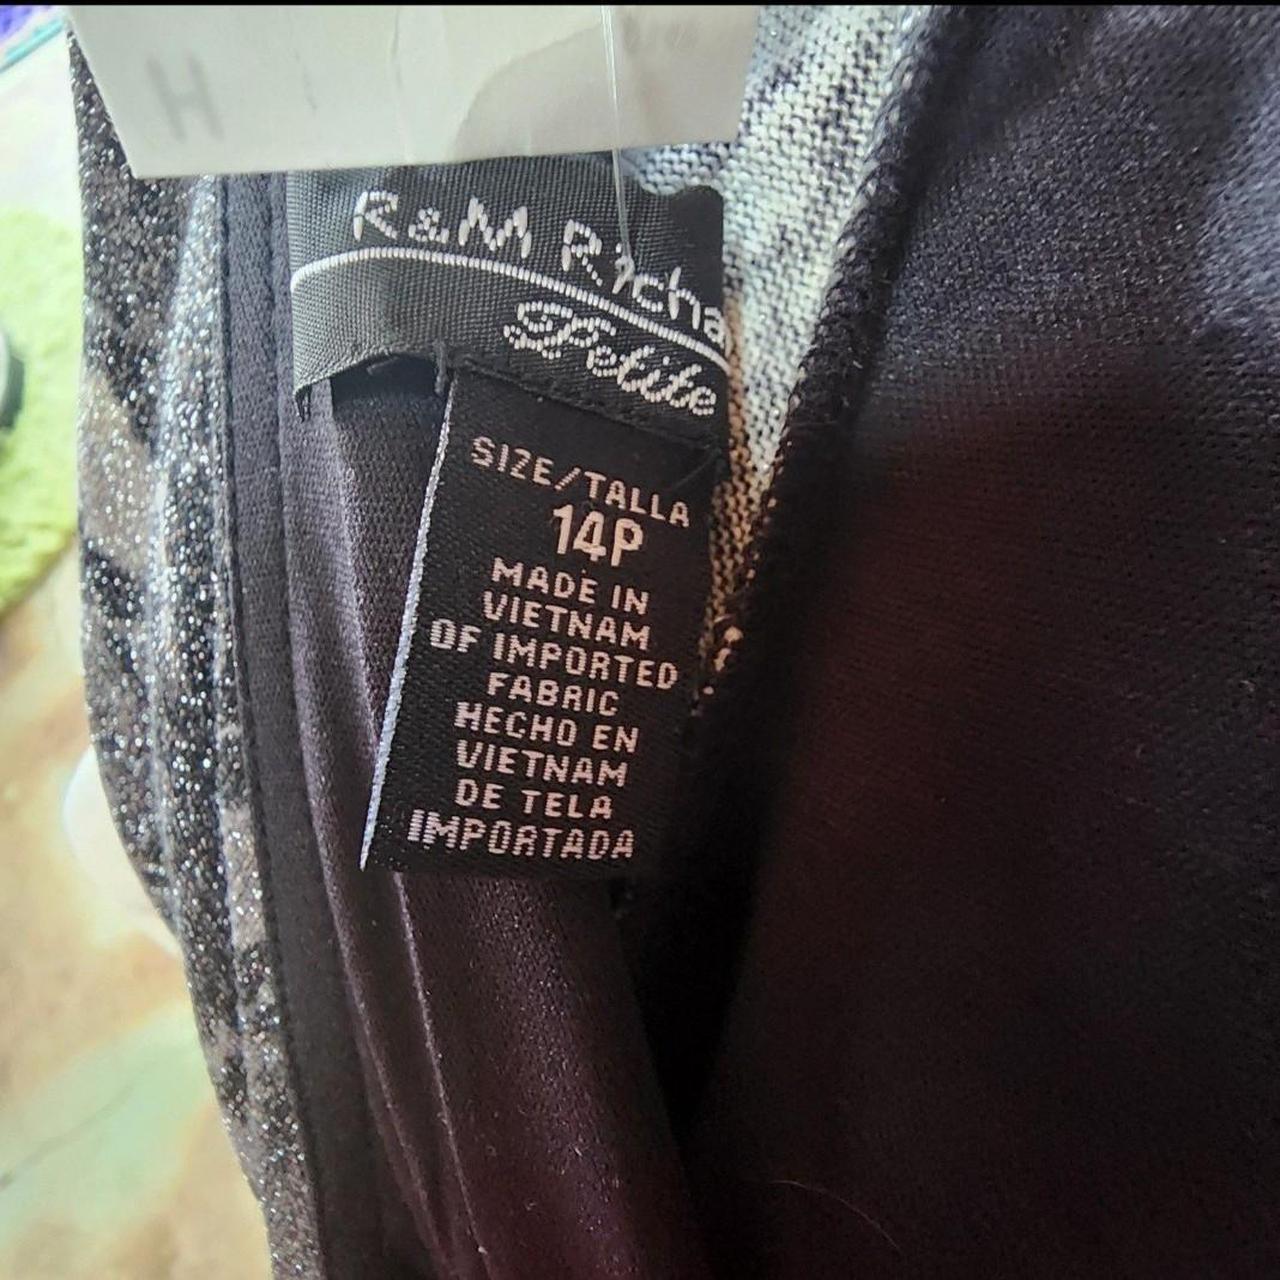 H
R&M Richa
Petite
SIZE/TALLA
14P
MADE IN
VIETNAM
OF IMPORTED
FABRIC
HECHO EN
VIETNAM
DE TELA
IMPORTADA